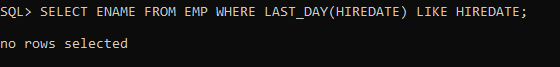 SQL> SELECT ENAME FROM EMP WHERE LAST_DAY(HIREDATE) LIKE HIREDATE;
no rows selected